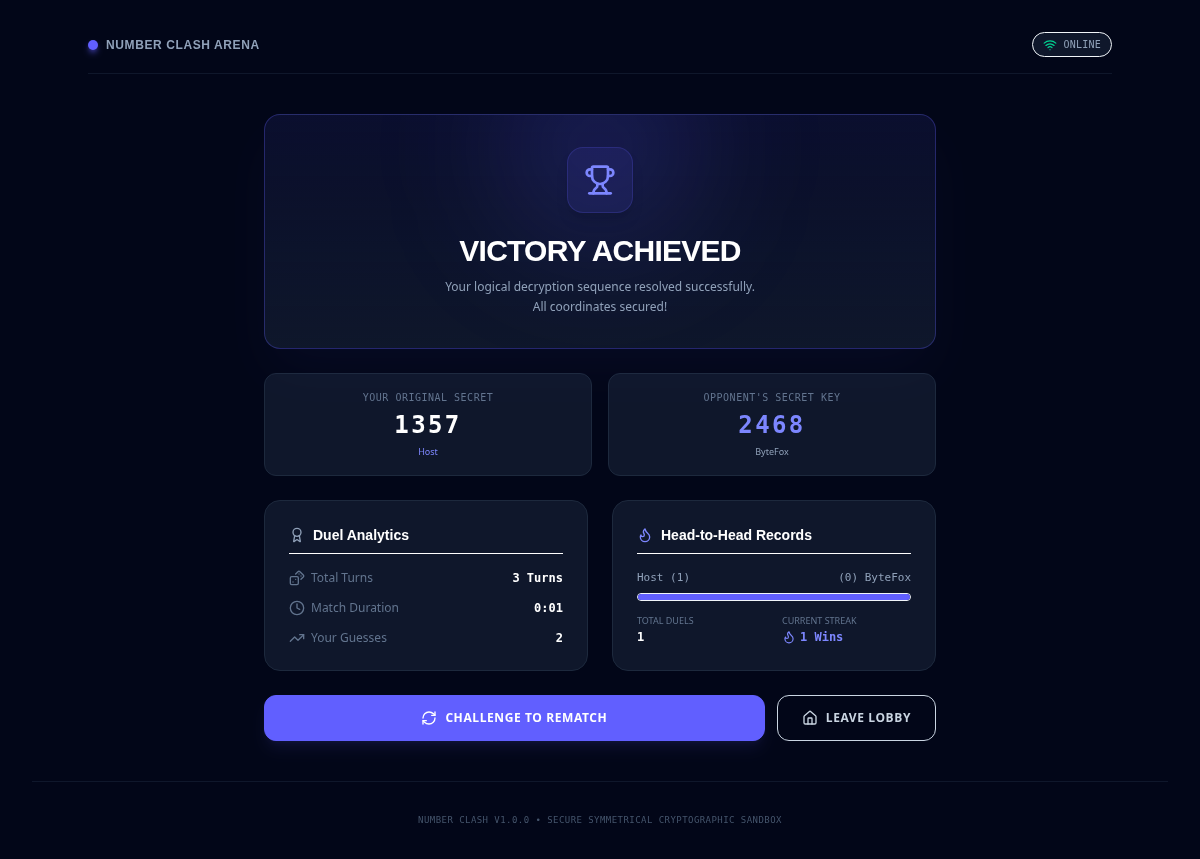 NUMBER CLASH ARENA
ONLINE
VICTORY ACHIEVED
Your logical decryption sequence resolved successfully.
All coordinates secured!
YOUR ORIGINAL SECRET
1357
Host
OPPONENT'S SECRET KEY
2468
ByteFox
Duel Analytics
Total Turns 3 Turns
Match Duration 0:01
Your Guesses 2
Head-to-Head Records
Host (1) (0) ByteFox
TOTAL DUELS CURRENT STREAK
1 1 Wins
CHALLENGE TO REMATCH
LEAVE LOBBY
NUMBER CLASH V1.0.0 • SECURE SYMMETRICAL CRYPTOGRAPHIC SANDBOX